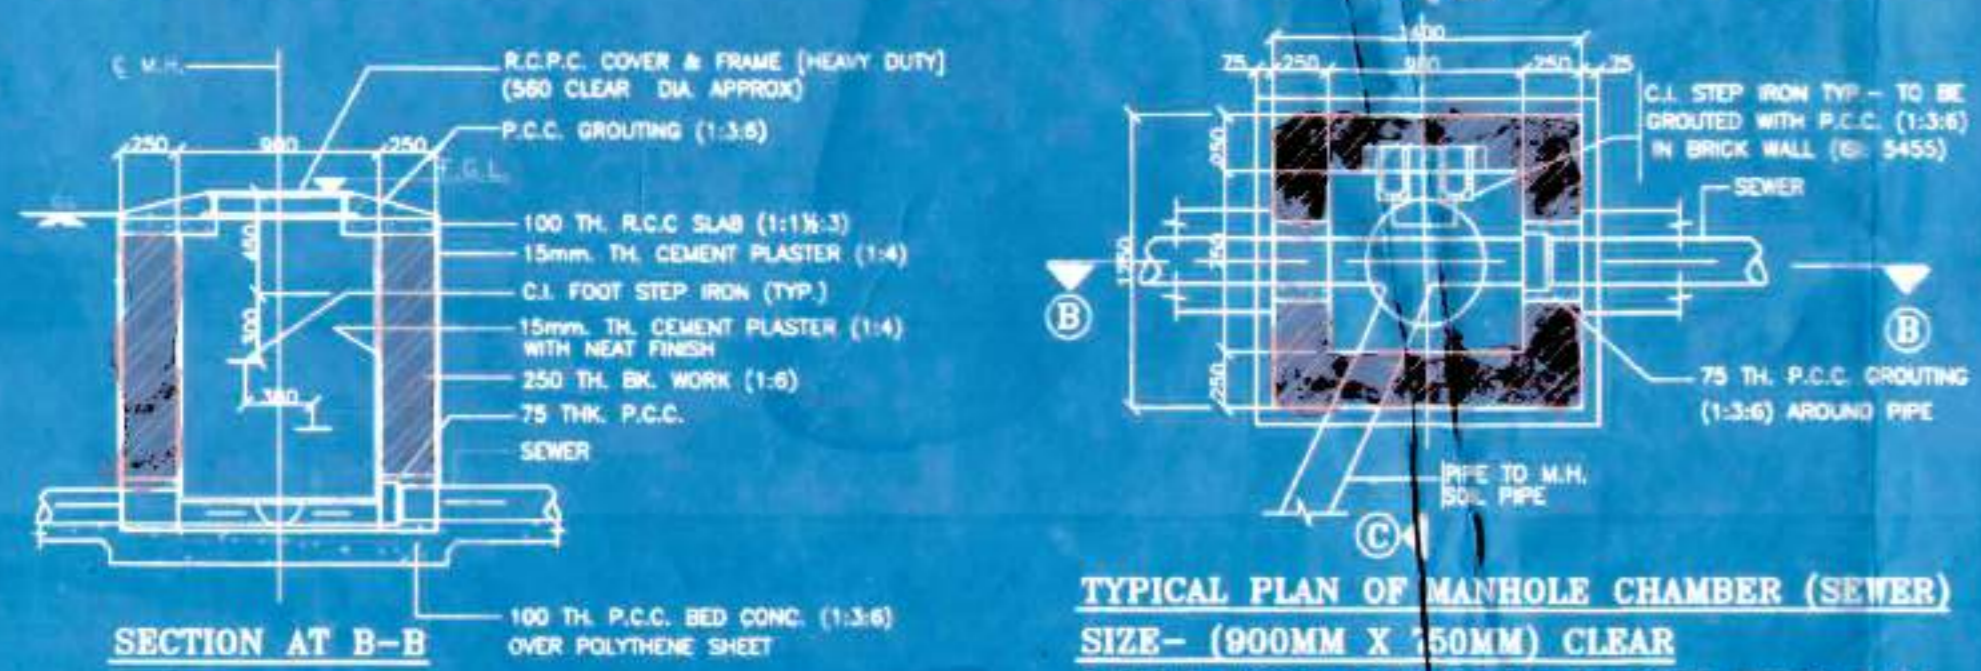 ₵ M.H.
R.C.P.C. COVER & FRAME [HEAVY DUTY]
(560 CLEAR DIA APPROX)
P.C.C. GROUTING (1:3:6)
250 900 250
F.G.L.
100 TH. R.C.C SLAB (1:1½:3)
15mm. TH. CEMENT PLASTER (1:4)
450
C.I. FOOT STEP IRON (TYP.)
300
15mm. TH. CEMENT PLASTER (1:4)
WITH NEAT FINISH
250 TH. BK. WORK (1:6)
380
75 THK. P.C.C.
SEWER
100 TH. P.C.C. BED CONC. (1:3:6)
OVER POLYTHENE SHEET
SECTION AT B-B
1400
75 250 900 250 75
C.I. STEP IRON TYP.- TO BE
GROUTED WITH P.C.C. (1:3:6)
IN BRICK WALL (IS: 5455)
SEWER
250
1250
750
250
B
B
75 TH. P.C.C. GROUTING
(1:3:6) AROUND PIPE
PIPE TO M.H.
SOIL PIPE
C
TYPICAL PLAN OF MANHOLE CHAMBER (SEWER)
SIZE- (900MM X 750MM) CLEAR